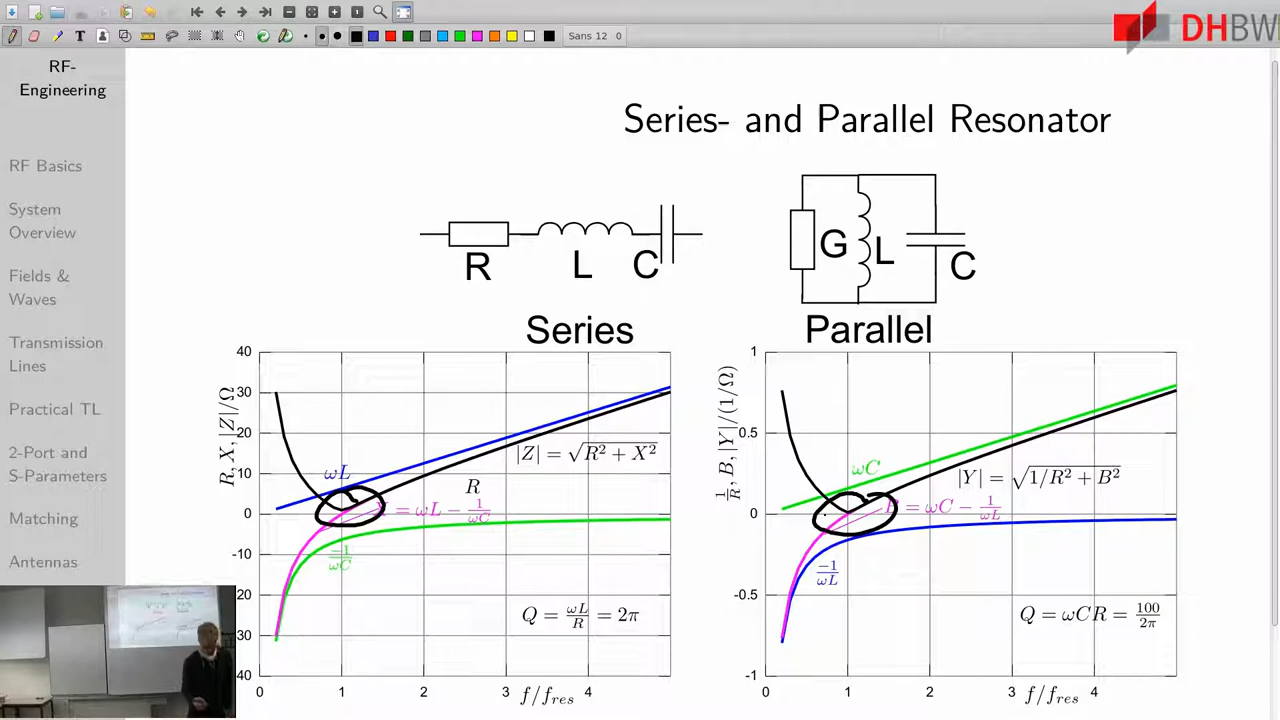 Sans 12 0
DHBW
RF-
Engineering
RF Basics
System
Overview
Fields &
Waves
Transmission
Lines
Practical TL
2-Port and
S-Parameters
Matching
Antennas
Series- and Parallel Resonator
R L C
G L C
Series
Parallel
R, X, |Z|/Ω
40
30
20
10
0
-10
20
30
40
0 1 2 3 4
f/f_res
ωL
|Z| = √(R² + X²)
R
= ωL − 1/ωC
−1/ωC
Q = ωL/R = 2π
1/R, B, |Y|/(1/Ω)
1
0.5
0
-0.5
-1
0 1 2 3 4
f/f_res
ωC
|Y| = √(1/R² + B²)
B = ωC − 1/ωL
−1/ωL
Q = ωCR = 100/2π